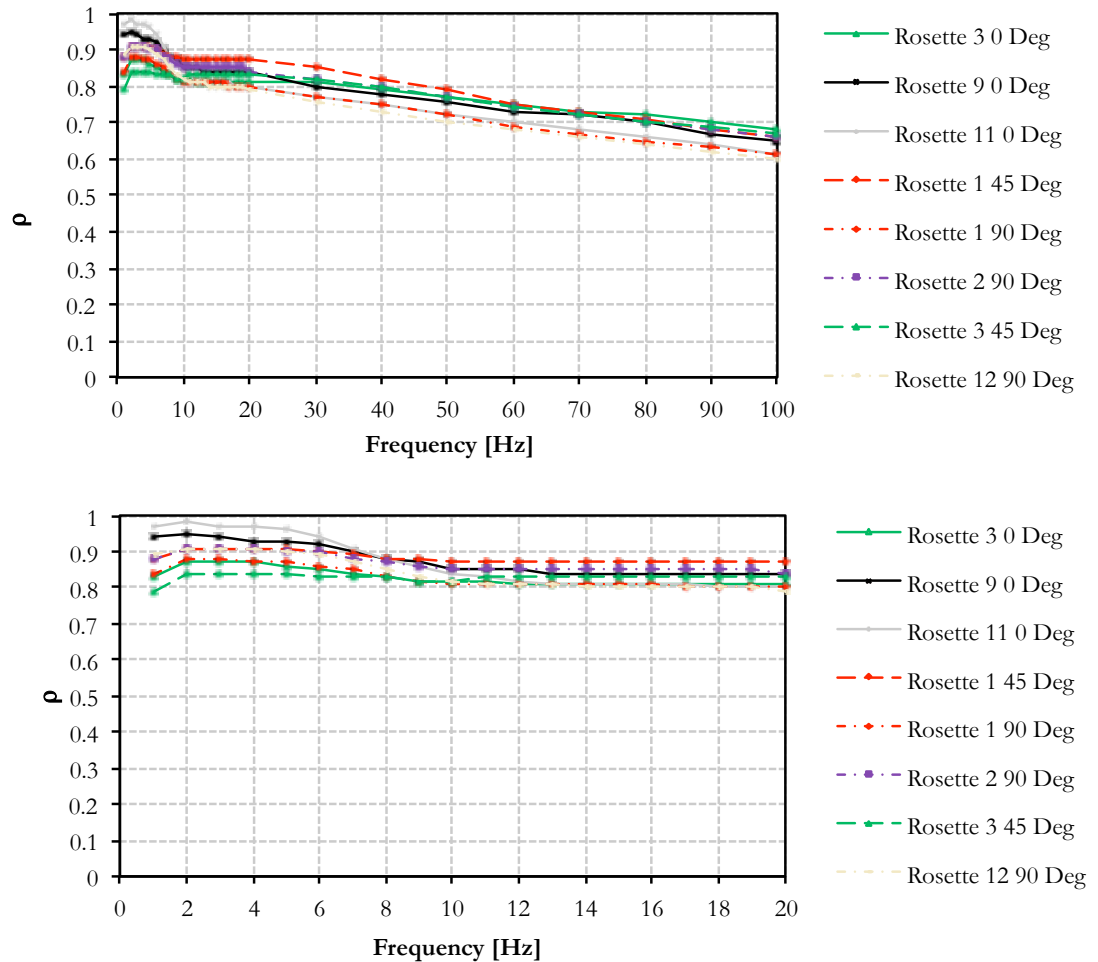 1
0.9
0.8
0.7
0.6
0.5
0.4
0.3
0.2
0.1
0
ρ
0 10 20 30 40 50 60 70 80 90 100
Frequency [Hz]
Rosette 3 0 Deg
Rosette 9 0 Deg
Rosette 11 0 Deg
Rosette 1 45 Deg
Rosette 1 90 Deg
Rosette 2 90 Deg
Rosette 3 45 Deg
Rosette 12 90 Deg
1
0.9
0.8
0.7
0.6
0.5
0.4
0.3
0.2
0.1
0
ρ
0 2 4 6 8 10 12 14 16 18 20
Frequency [Hz]
Rosette 3 0 Deg
Rosette 9 0 Deg
Rosette 11 0 Deg
Rosette 1 45 Deg
Rosette 1 90 Deg
Rosette 2 90 Deg
Rosette 3 45 Deg
Rosette 12 90 Deg